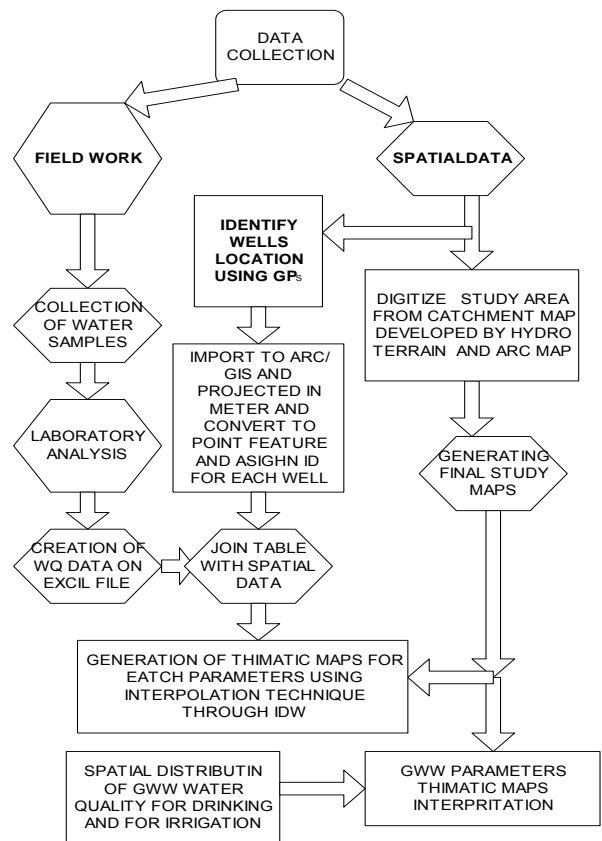 DATA
COLLECTION
FIELD WORK
SPATIALDATA
IDENTIFY
WELLS
LOCATION
USING GPs
COLLECTION
OF WATER
SAMPLES
DIGITIZE STUDY AREA
FROM CATCHMENT MAP
DEVELOPED BY HYDRO
TERRAIN AND ARC MAP
IMPORT TO ARC/
GIS AND
PROJECTED IN
METER AND
CONVERT TO
POINT FEATURE
AND ASIGHN ID
FOR EACH WELL
LABORATORY
ANALYSIS
GENERATING
FINAL STUDY
MAPS
CREATION OF
WQ DATA ON
EXCIL FILE
JOIN TABLE
WITH SPATIAL
DATA
GENERATION OF THIMATIC MAPS FOR
EATCH PARAMETERS USING
INTERPOLATION TECHNIQUE
THROUGH IDW
SPATIAL DISTRIBUTIN
OF GWW WATER
QUALITY FOR DRINKING
AND FOR IRRIGATION
GWW PARAMETERS
THIMATIC MAPS
INTERPRITATION